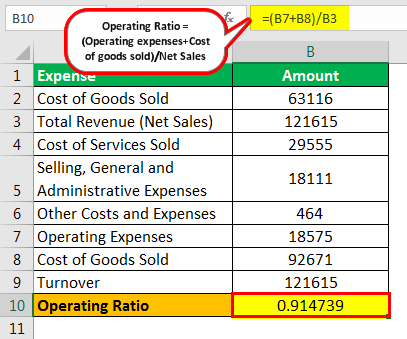 B10
fx
=(B7+B8)/B3
Operating Ratio =
(Operating expenses+Cost
of goods sold)/Net Sales
A B
1 Expense Amount
2 Cost of Goods Sold 63116
3 Total Revenue (Net Sales) 121615
4 Cost of Services Sold 29555
Selling, General and
5 Administrative Expenses 18111
6 Other Costs and Expenses 464
7 Operating Expenses 18575
8 Cost of Goods Sold 92671
9 Turnover 121615
10 Operating Ratio 0.914739
11